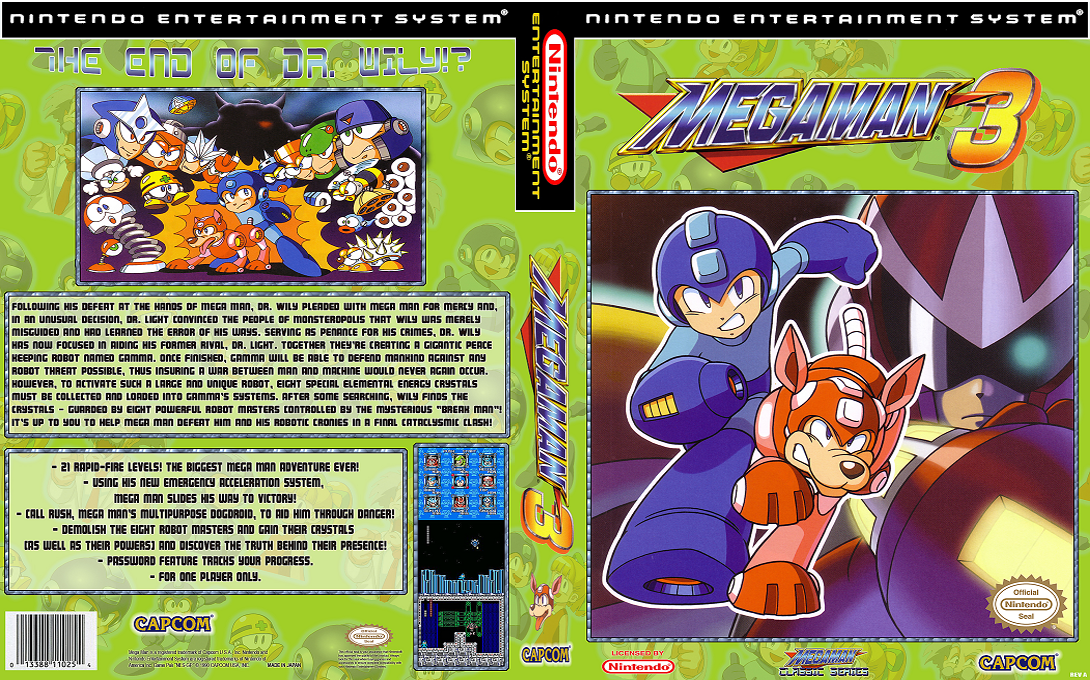 NINTENDO ENTERTAINMENT SYSTEM®
THE END OF DR. WILY!?
FOLLOWING HIS DEFEAT AT THE HANDS OF MEGA MAN, DR. WILY PLEADED WITH MEGA MAN FOR MERCY AND,
IN AN UNUSUAL DECISION, DR. LIGHT CONVINCED THE PEOPLE OF MONSTEROPOLIS THAT WILY WAS MERELY
MISGUIDED AND HAD LEARNED THE ERROR OF HIS WAYS. SERVING AS PENANCE FOR HIS CRIMES, DR. WILY
HAS NOW FOCUSED IN AIDING HIS FORMER RIVAL, DR. LIGHT. TOGETHER THEY'RE CREATING A GIGANTIC PEACE
KEEPING ROBOT NAMED GAMMA. ONCE FINISHED, GAMMA WILL BE ABLE TO DEFEND MANKIND AGAINST ANY
ROBOT THREAT POSSIBLE, THUS INSURING A WAR BETWEEN MAN AND MACHINE WOULD NEVER AGAIN OCCUR.
HOWEVER, TO ACTIVATE SUCH A LARGE AND UNIQUE ROBOT, EIGHT SPECIAL ELEMENTAL ENERGY CRYSTALS
MUST BE COLLECTED AND LOADED INTO GAMMA'S SYSTEMS. AFTER SOME SEARCHING, WILY FINDS THE
CRYSTALS - GUARDED BY EIGHT POWERFUL ROBOT MASTERS CONTROLLED BY THE MYSTERIOUS "BREAK MAN"!
IT'S UP TO YOU TO HELP MEGA MAN DEFEAT HIM AND HIS ROBOTIC CRONIES IN A FINAL CATACLYSMIC CLASH!
- 21 RAPID-FIRE LEVELS! THE BIGGEST MEGA MAN ADVENTURE EVER!
- USING HIS NEW EMERGENCY ACCELERATION SYSTEM,
MEGA MAN SLIDES HIS WAY TO VICTORY!
- CALL RUSH, MEGA MAN'S MULTIPURPOSE DOGDROID, TO AID HIM THROUGH DANGER!
- DEMOLISH THE EIGHT ROBOT MASTERS AND GAIN THEIR CRYSTALS
(AS WELL AS THEIR POWERS) AND DISCOVER THE TRUTH BEHIND THEIR PRESENCE!
- PASSWORD FEATURE TRACKS YOUR PROGRESS.
- FOR ONE PLAYER ONLY.
0 13388 11025 4
CAPCOM
MADE IN JAPAN
Official
Nintendo
Seal
Nintendo®
ENTERTAINMENT
SYSTEM®
MEGAMAN 3
CAPCOM
NINTENDO ENTERTAINMENT SYSTEM®
MEGAMAN 3
Official
Nintendo
Seal
LICENSED BY
Nintendo®
MEGAMAN
CLASSIC SERIES
CAPCOM